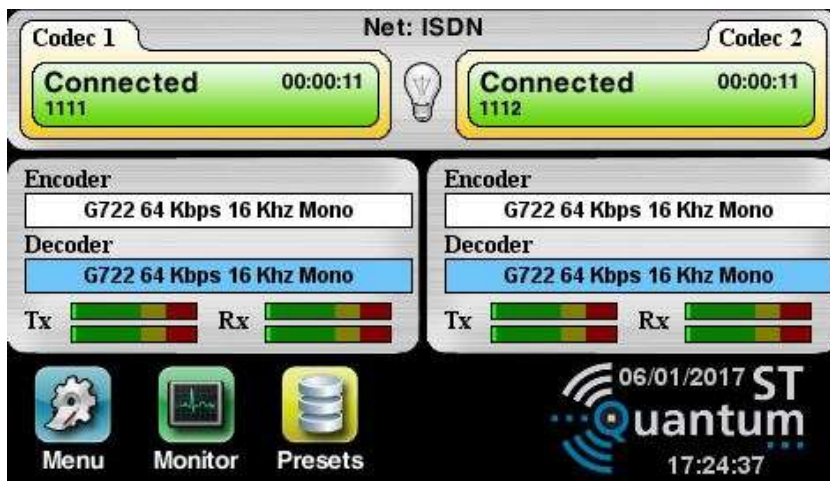 Net: ISDN
Codec 1
Connected 00:00:11
1111
Codec 2
Connected 00:00:11
1112
Encoder
G722 64 Kbps 16 Khz Mono
Decoder
G722 64 Kbps 16 Khz Mono
Tx Rx
Encoder
G722 64 Kbps 16 Khz Mono
Decoder
G722 64 Kbps 16 Khz Mono
Tx Rx
Menu
Monitor
Presets
06/01/2017
Quantum ST
17:24:37